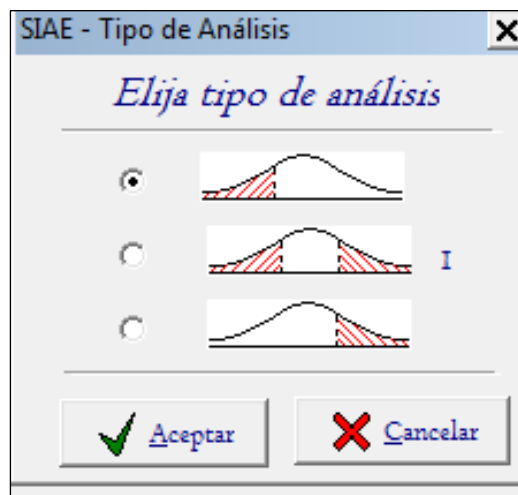 SIAE - Tipo de Análisis
Elija tipo de análisis
I
Aceptar Cancelar